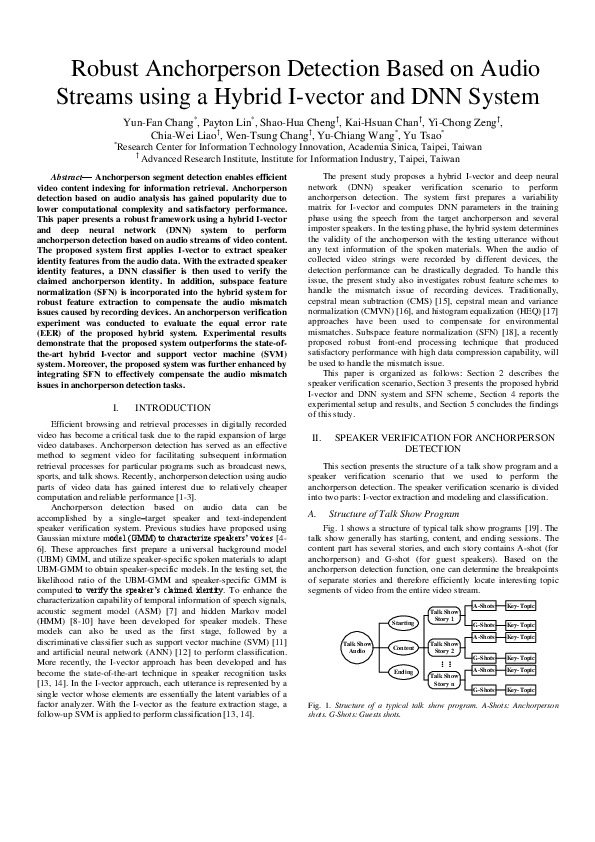 Robust Anchorperson Detection Based on Audio
Streams using a Hybrid I-vector and DNN System
Yun-Fan Chang*, Payton Lin*, Shao-Hua Cheng†, Kai-Hsuan Chan†, Yi-Chong Zeng†,
Chia-Wei Liao†, Wen-Tsung Chang†, Yu-Chiang Wang*, Yu Tsao*
*Research Center for Information Technology Innovation, Academia Sinica, Taipei, Taiwan
† Advanced Research Institute, Institute for Information Industry, Taipei, Taiwan
Abstract— Anchorperson segment detection enables efficient
video content indexing for information retrieval. Anchorperson
detection based on audio analysis has gained popularity due to
lower computational complexity and satisfactory performance.
This paper presents a robust framework using a hybrid I-vector
and deep neural network (DNN) system to perform
anchorperson detection based on audio streams of video content.
The proposed system first applies I-vector to extract speaker
identity features from the audio data. With the extracted speaker
identity features, a DNN classifier is then used to verify the
claimed anchorperson identity. In addition, subspace feature
normalization (SFN) is incorporated into the hybrid system for
robust feature extraction to compensate the audio mismatch
issues caused by recording devices. An anchorperson verification
experiment was conducted to evaluate the equal error rate
(EER) of the proposed hybrid system. Experimental results
demonstrate that the proposed system outperforms the state-of-
the-art hybrid I-vector and support vector machine (SVM)
system. Moreover, the proposed system was further enhanced by
integrating SFN to effectively compensate the audio mismatch
issues in anchorperson detection tasks.
I. INTRODUCTION
Efficient browsing and retrieval processes in digitally recorded
video has become a critical task due to the rapid expansion of large
video databases. Anchorperson detection has served as an effective
method to segment video for facilitating subsequent information
retrieval processes for particular programs such as broadcast news,
sports, and talk shows. Recently, anchorperson detection using audio
parts of video data has gained interest due to relatively cheaper
computation and reliable performance [1-3].
Anchorperson detection based on audio data can be
accomplished by a single–target speaker and text-independent
speaker verification system. Previous studies have proposed using
Gaussian mixture model (GMM) to characterize speakers' voices [4-
6]. These approaches first prepare a universal background model
(UBM) GMM, and utilize speaker-specific spoken materials to adapt
UBM-GMM to obtain speaker-specific models. In the testing set, the
likelihood ratio of the UBM-GMM and speaker-specific GMM is
computed to verify the speaker's claimed identity. To enhance the
characterization capability of temporal information of speech signals,
acoustic segment model (ASM) [7] and hidden Markov model
(HMM) [8-10] have been developed for speaker models. These
models can also be used as the first stage, followed by a
discriminative classifier such as support vector machine (SVM) [11]
and artificial neural network (ANN) [12] to perform classification.
More recently, the I-vector approach has been developed and has
become the state-of-the-art technique in speaker recognition tasks
[13, 14]. In the I-vector approach, each utterance is represented by a
single vector whose elements are essentially the latent variables of a
factor analyzer. With the I-vector as the feature extraction stage, a
follow-up SVM is applied to perform classification [13, 14].
The present study proposes a hybrid I-vector and deep neural
network (DNN) speaker verification scenario to perform
anchorperson detection. The system first prepares a variability
matrix for I-vector and computes DNN parameters in the training
phase using the speech from the target anchorperson and several
imposter speakers. In the testing phase, the hybrid system determines
the validity of the anchorperson with the testing utterance without
any text information of the spoken materials. When the audio of
collected video strings were recorded by different devices, the
detection performance can be drastically degraded. To handle this
issue, the present study also investigates robust feature schemes to
handle the mismatch issue of recording devices. Traditionally,
cepstral mean subtraction (CMS) [15], cepstral mean and variance
normalization (CMVN) [16], and histogram equalization (HEQ) [17]
approaches have been used to compensate for environmental
mismatches. Subspace feature normalization (SFN) [18], a recently
proposed robust front-end processing technique that produced
satisfactory performance with high data compression capability, will
be used to handle the mismatch issue.
This paper is organized as follows: Section 2 describes the
speaker verification scenario, Section 3 presents the proposed hybrid
I-vector and DNN system and SFN scheme, Section 4 reports the
experimental setup and results, and Section 5 concludes the findings
of this study.
II. SPEAKER VERIFICATION FOR ANCHORPERSON
DETECTION
This section presents the structure of a talk show program and a
speaker verification scenario that we used to perform the
anchorperson detection. The speaker verification scenario is divided
into two parts: I-vector extraction and modeling and classification.
A. Structure of Talk Show Program
Fig. 1 shows a structure of typical talk show programs [19]. The
talk show generally has starting, content, and ending sessions. The
content part has several stories, and each story contains A-shot (for
anchorperson) and G-shot (for guest speakers). Based on the
anchorperson detection function, one can determine the breakpoints
of separate stories and therefore efficiently locate interesting topic
segments of video from the entire video stream.
Talk Show
Audio
Starting
Content
Ending
Talk Show
Story 1
Talk Show
Story 2
Talk Show
Story n
A-Shots Key-Topic
G-Shots Key-Topic
A-Shots Key-Topic
G-Shots Key-Topic
A-Shots Key-Topic
G-Shots Key-Topic
Fig. 1. Structure of a typical talk show program. A-Shots: Anchorperson
shots. G-Shots: Guests shots.